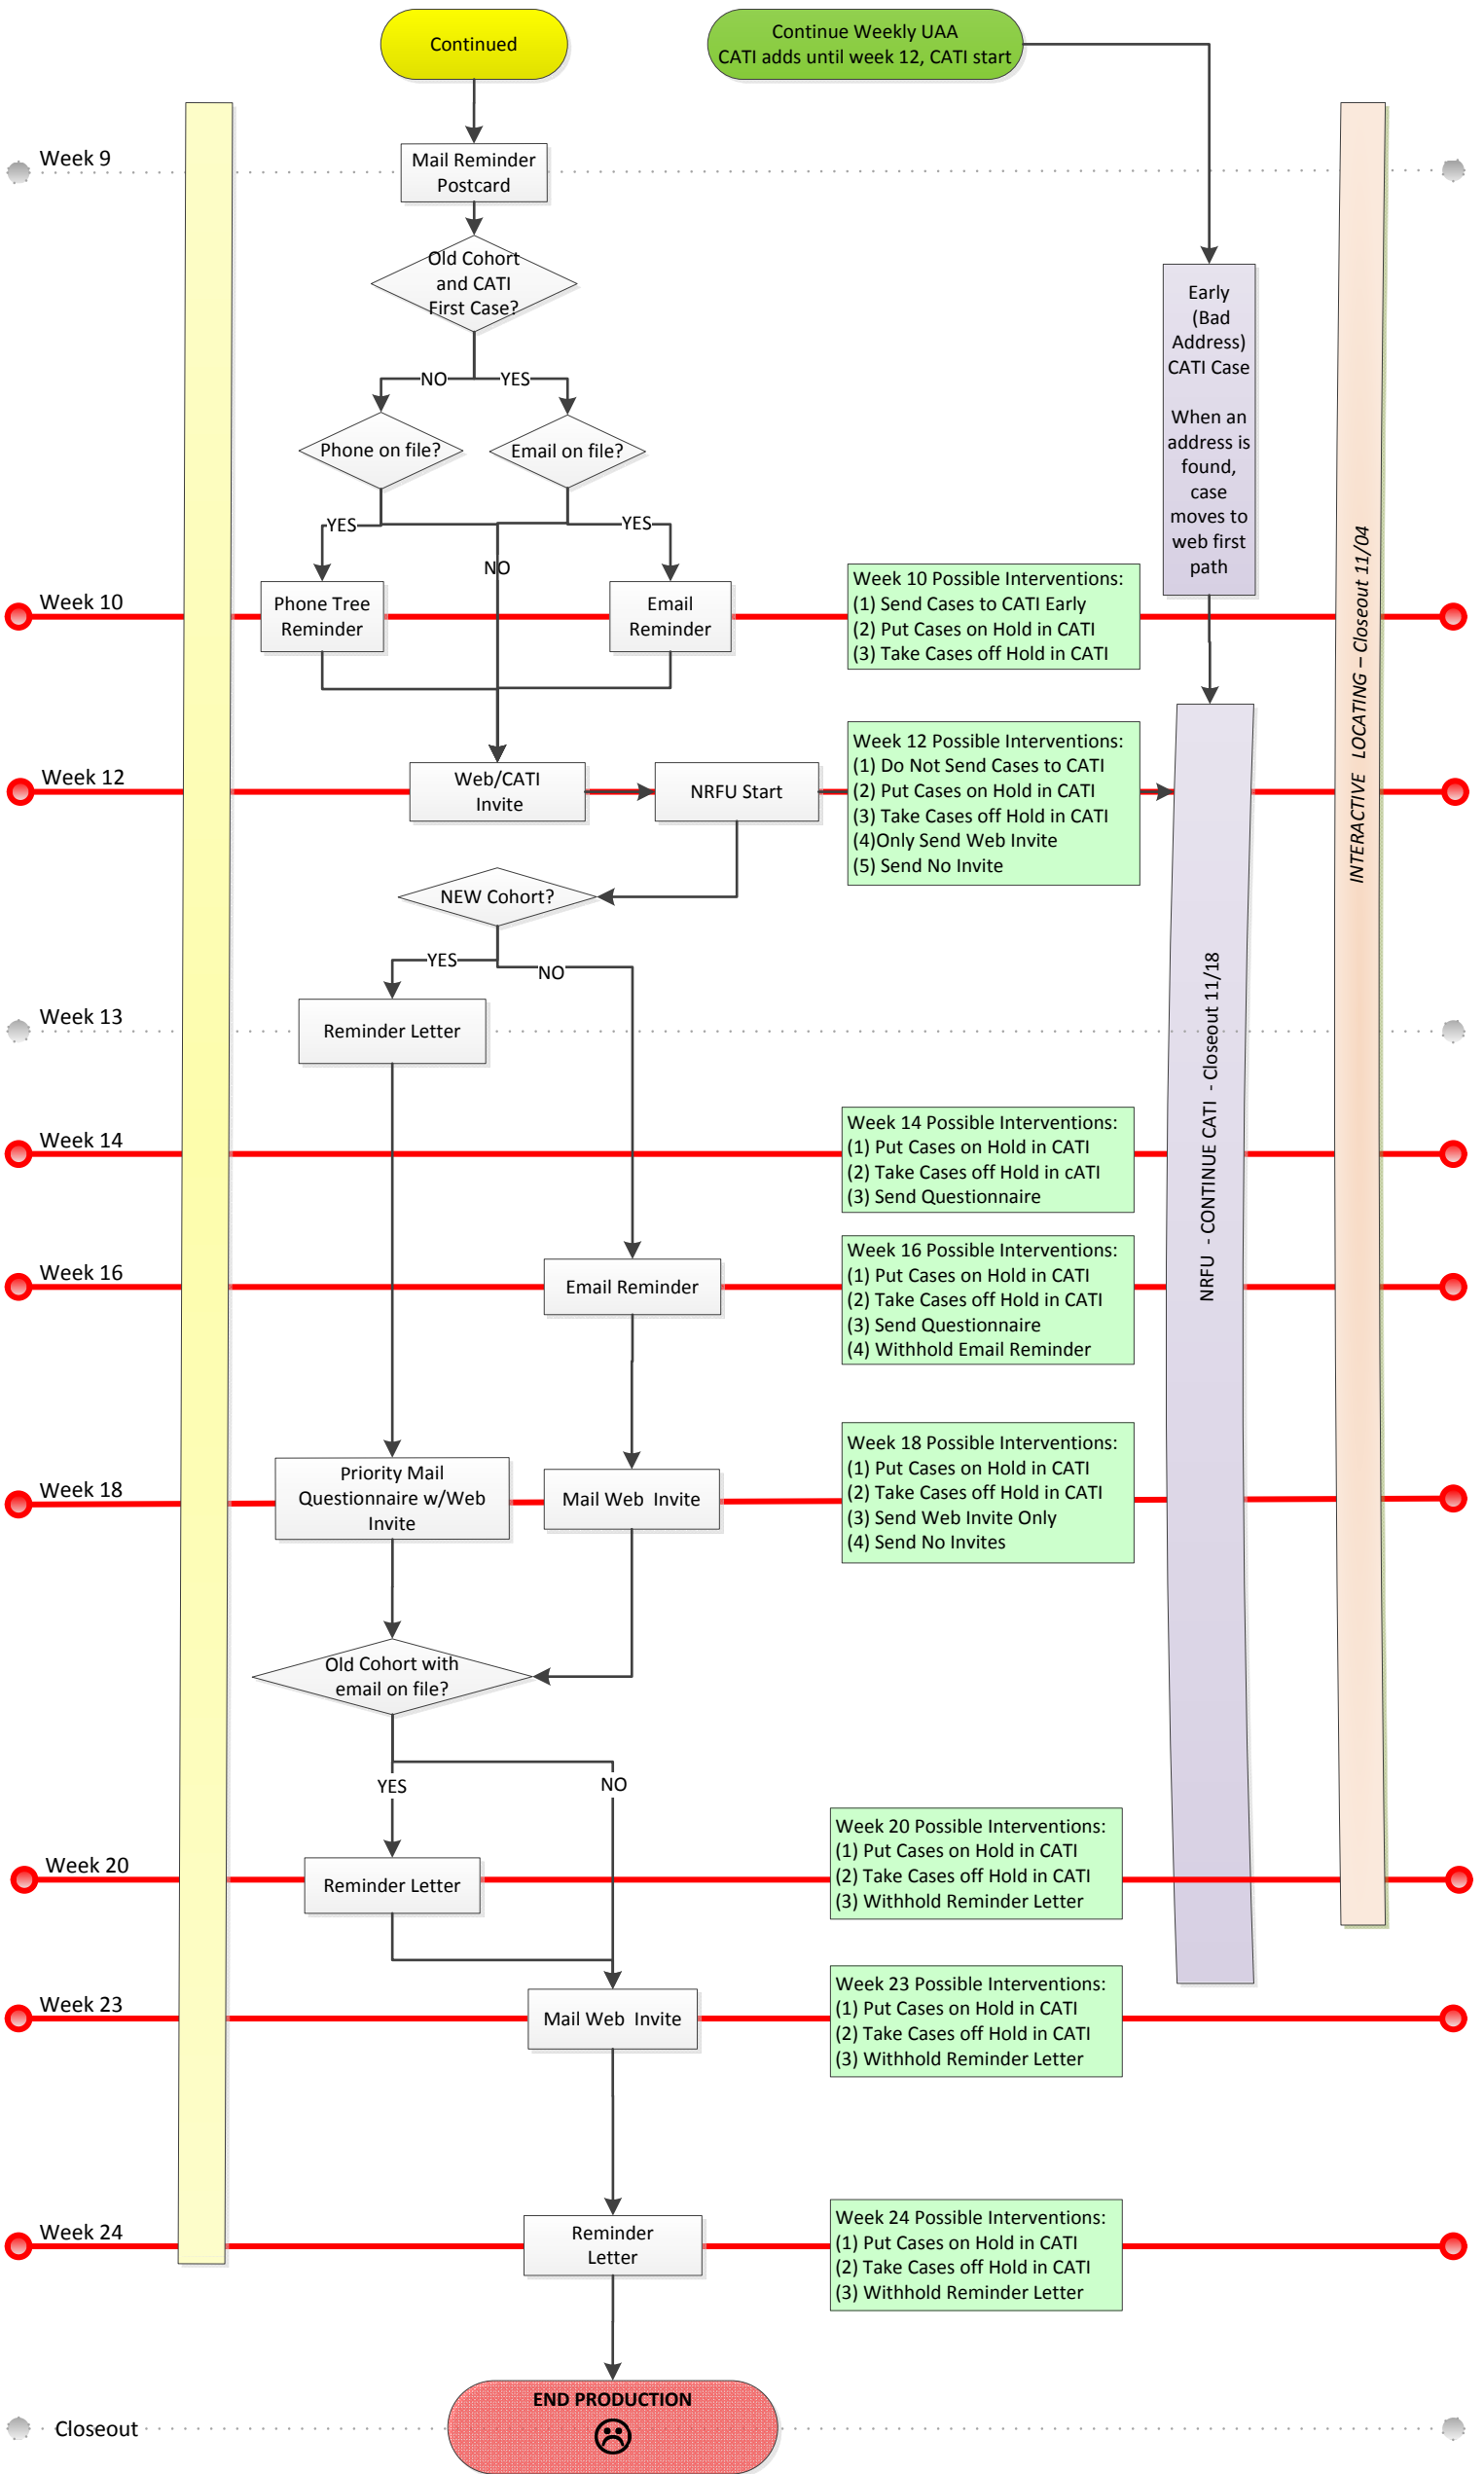 Continued
Continue Weekly UAA
CATI adds until week 12, CATI start
Week 9
Mail Reminder
Postcard
Old Cohort
and CATI
First Case?
NO
YES
Phone on file?
Email on file?
Early
(Bad
Address)
CATI Case
When an
address is
found,
case
moves to
web first
path
YES
YES
NO
Week 10
Phone Tree
Reminder
Email
Reminder
Week 10 Possible Interventions:
(1) Send Cases to CATI Early
(2) Put Cases on Hold in CATI
(3) Take Cases off Hold in CATI
INTERACTIVE LOCATING – Closeout 11/04
Week 12
Web/CATI
Invite
NRFU Start
Week 12 Possible Interventions:
(1) Do Not Send Cases to CATI
(2) Put Cases on Hold in CATI
(3) Take Cases off Hold in CATI
(4)Only Send Web Invite
(5) Send No Invite
NEW Cohort?
YES
NO
NRFU - CONTINUE CATI - Closeout 11/18
Week 13
Reminder Letter
Week 14
Week 14 Possible Interventions:
(1) Put Cases on Hold in CATI
(2) Take Cases off Hold in cATI
(3) Send Questionnaire
Week 16
Email Reminder
Week 16 Possible Interventions:
(1) Put Cases on Hold in CATI
(2) Take Cases off Hold in CATI
(3) Send Questionnaire
(4) Withhold Email Reminder
Week 18
Priority Mail
Questionnaire w/Web
Invite
Mail Web Invite
Week 18 Possible Interventions:
(1) Put Cases on Hold in CATI
(2) Take Cases off Hold in CATI
(3) Send Web Invite Only
(4) Send No Invites
Old Cohort with
email on file?
YES
NO
Week 20
Reminder Letter
Week 20 Possible Interventions:
(1) Put Cases on Hold in CATI
(2) Take Cases off Hold in CATI
(3) Withhold Reminder Letter
Week 23
Mail Web Invite
Week 23 Possible Interventions:
(1) Put Cases on Hold in CATI
(2) Take Cases off Hold in CATI
(3) Withhold Reminder Letter
Week 24
Reminder
Letter
Week 24 Possible Interventions:
(1) Put Cases on Hold in CATI
(2) Take Cases off Hold in CATI
(3) Withhold Reminder Letter
Closeout
END PRODUCTION